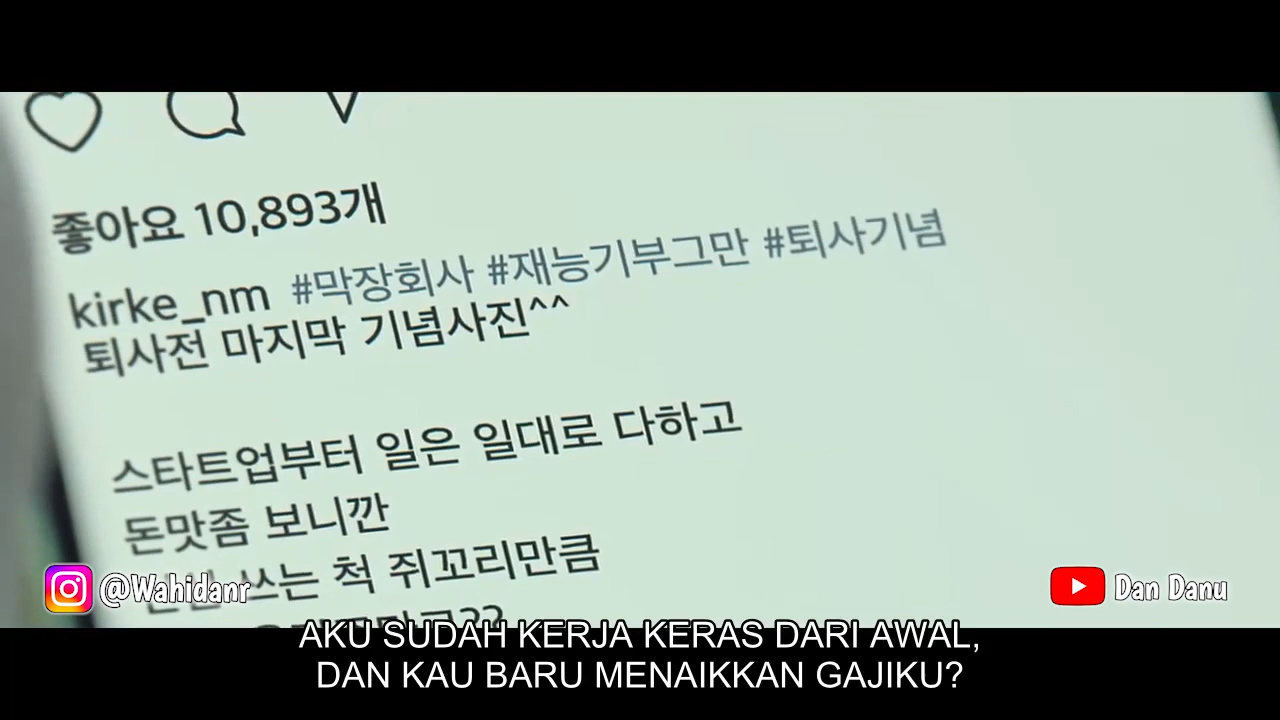 좋아요 10,893개
kirke_nm #막장회사 #재능기부그만 #퇴사기념
퇴사전 마지막 기념사진^^
스타트업부터 일은 일대로 다하고
돈맛좀 보니깐
쓰는 척 쥐꼬리만큼
@Wahidanr
Dan Danu
AKU SUDAH KERJA KERAS DARI AWAL,
DAN KAU BARU MENAIKKAN GAJIKU?